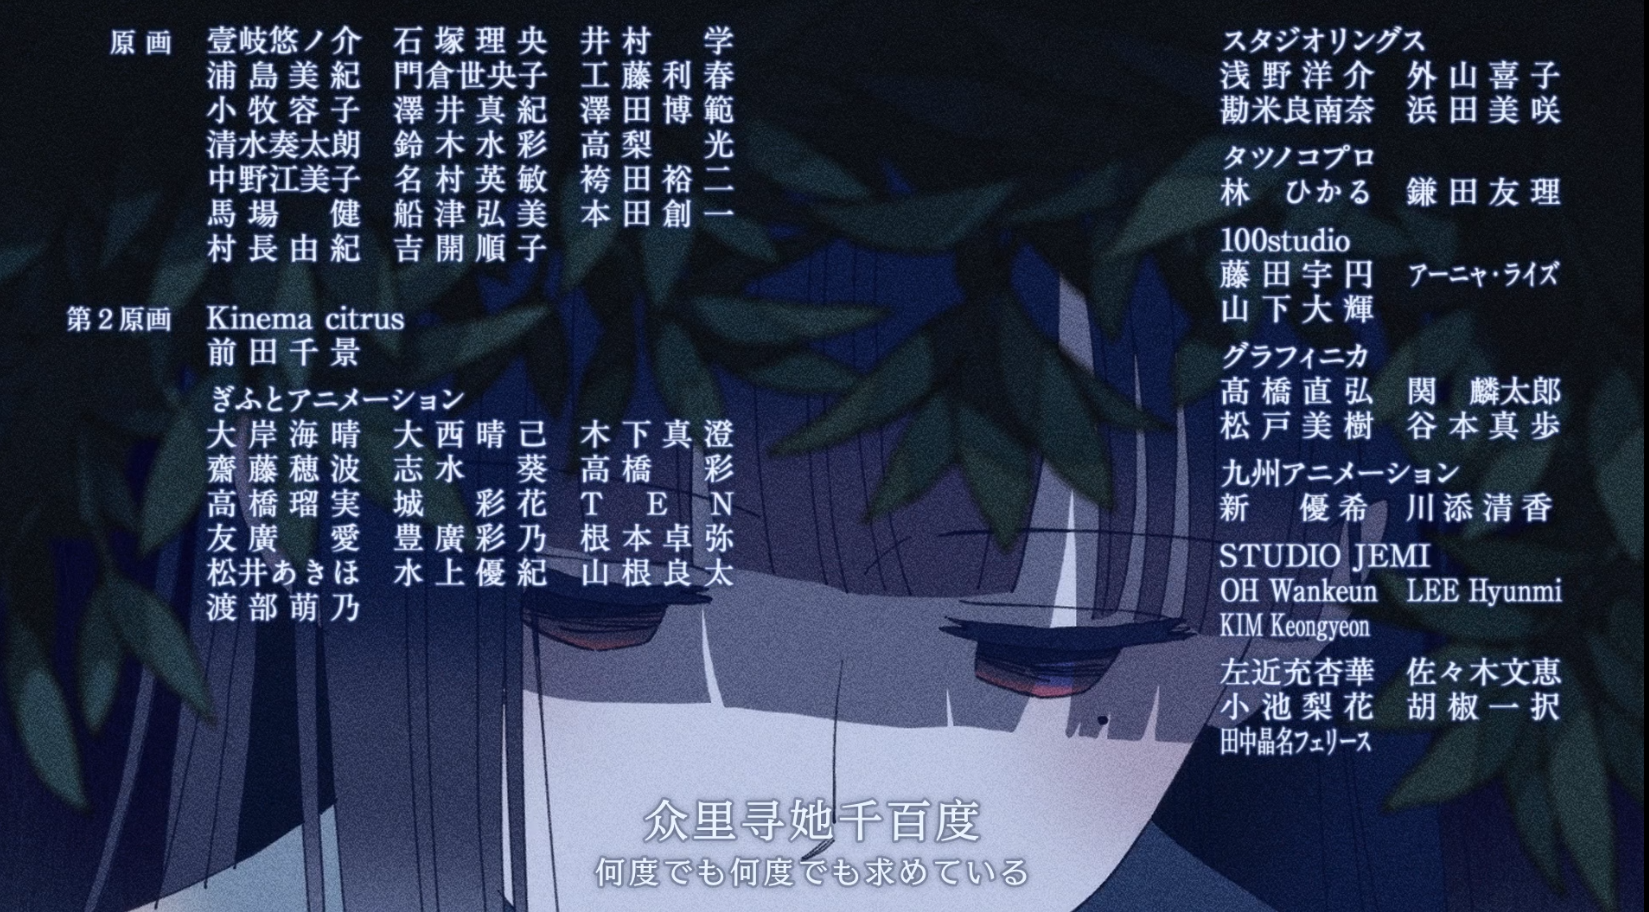 原画 壹岐悠ノ介 石塚理央 井村 学
浦島美紀 門倉世央子 工藤利春
小牧容子 澤井真紀 澤田博範
清水奏太朗 鈴木水彩 高梨 光
中野江美子 名村英敏 袴田裕二
馬場 健 船津弘美 本田創一
村長由紀 吉開順子
第2原画 Kinema citrus
前田千景
ぎふとアニメーション
大岸海晴 大西晴己 木下真澄
齋藤穂波 志水 葵 高橋 彩
高橋瑠実 城 彩花 TEN
友廣 愛 豊廣彩乃 根本卓弥
松井あきほ 水上優紀 山根良太
渡部萌乃
スタジオリングス
浅野洋介 外山喜子
勘米良南奈 浜田美咲
タツノコプロ
林 ひかる 鎌田友理
100studio
藤田宇円 アーニャ・ライズ
山下大輝
グラフィニカ
髙橋直弘 関 麟太郎
松戸美樹 谷本真歩
九州アニメーション
新 優希 川添清香
STUDIO JEMI
OH Wankeun LEE Hyunmi
KIM Keongyeon
左近充杏華 佐々木文恵
小池梨花 胡椒一択
田中晶名フェリース
众里寻她千百度
何度でも何度でも求めている